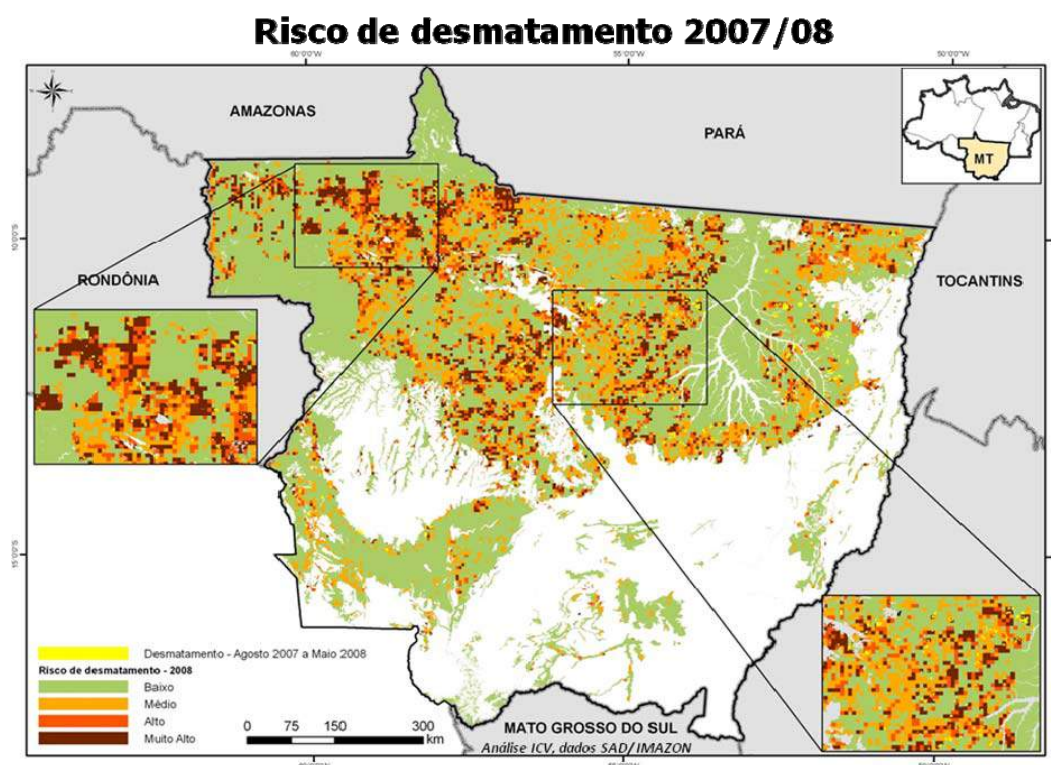 Risco de desmatamento 2007/08
60°0'0"W
55°0'0"W
50°0'0"W
AMAZONAS
PARÁ
MT
10°0'0"S
RONDÔNIA
TOCANTINS
15°0'0"S
Desmatamento - Agosto 2007 a Maio 2008
Risco de desmatamento - 2008
Baixo
Médio
Alto
Muito Alto
0 75 150 300
km
MATO GROSSO DO SUL
Análise ICV, dados SAD/IMAZON